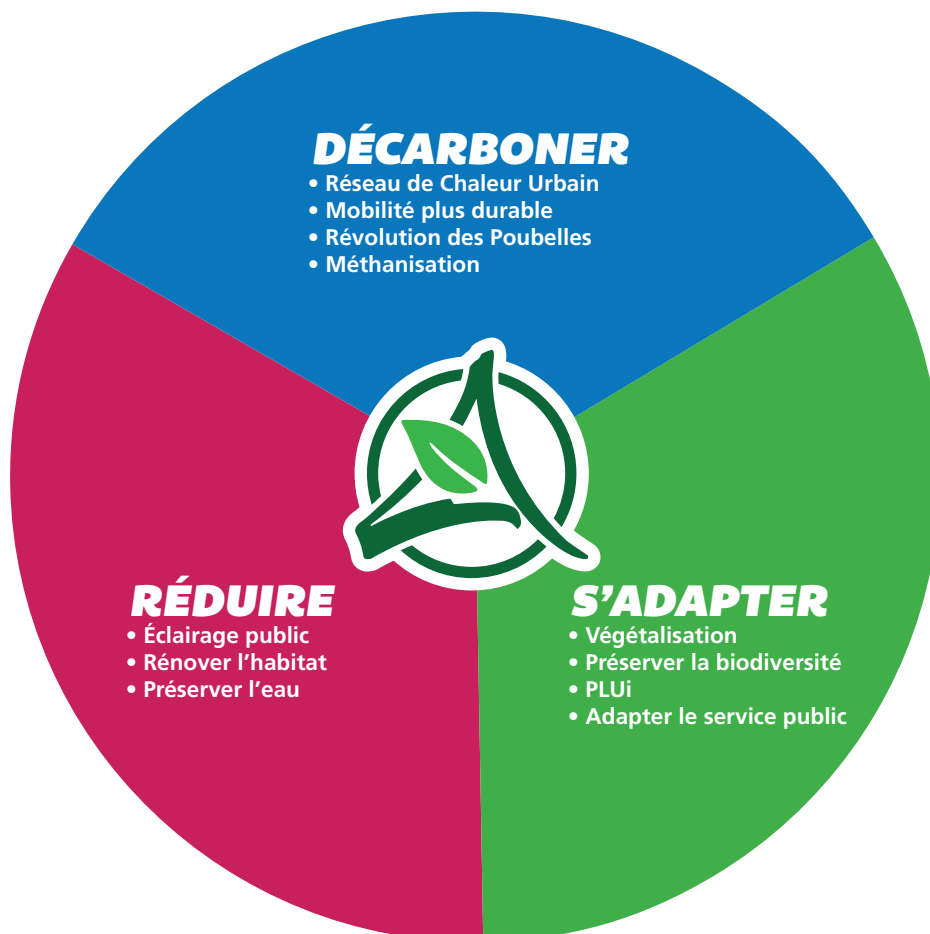 DÉCARBONER
• Réseau de Chaleur Urbain
• Mobilité plus durable
• Révolution des Poubelles
• Méthanisation
RÉDUIRE
• Éclairage public
• Rénover l’habitat
• Préserver l’eau
S’ADAPTER
• Végétalisation
• Préserver la biodiversité
• PLUi
• Adapter le service public